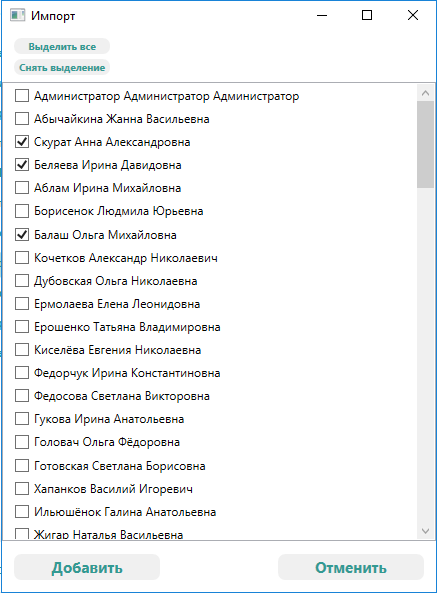 Импорт
Выделить все
Снять выделение
Администратор Администратор Администратор
Абычайкина Жанна Васильевна
Скурат Анна Александровна
Беляева Ирина Давидовна
Аблам Ирина Михайловна
Борисенок Людмила Юрьевна
Балаш Ольга Михайловна
Кочетков Александр Николаевич
Дубовская Ольга Николаевна
Ермолаева Елена Леонидовна
Ерошенко Татьяна Владимировна
Киселёва Евгения Николаевна
Федорчук Ирина Константиновна
Федосова Светлана Викторовна
Гукова Ирина Анатольевна
Головач Ольга Фёдоровна
Готовская Светлана Борисовна
Хапанков Василий Игоревич
Ильюшёнок Галина Анатольевна
Жигар Наталья Васильевна
Добавить
Отменить